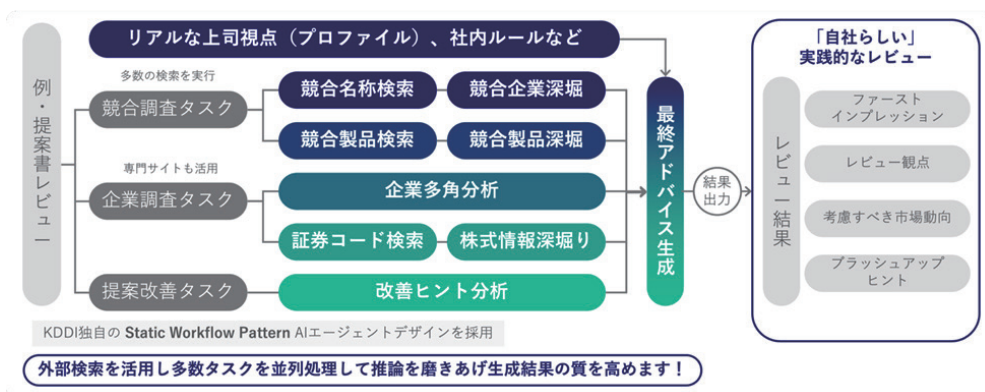 例・提案書レビュー
リアルな上司視点（プロファイル）、社内ルールなど
多数の検索を実行
競合調査タスク
競合名称検索
競合企業深堀
競合製品検索
競合製品深堀
専門サイトも活用
企業調査タスク
企業多角分析
証券コード検索
株式情報深堀り
提案改善タスク
改善ヒント分析
最終アドバイス生成
結果
出力
「自社らしい」
実践的なレビュー
レビュー結果
ファースト
インプレッション
レビュー観点
考慮すべき市場動向
ブラッシュアップ
ヒント
KDDI独自の Static Workflow Pattern AIエージェントデザインを採用
外部検索を活用し多数タスクを並列処理して推論を磨きあげ生成結果の質を高めます！